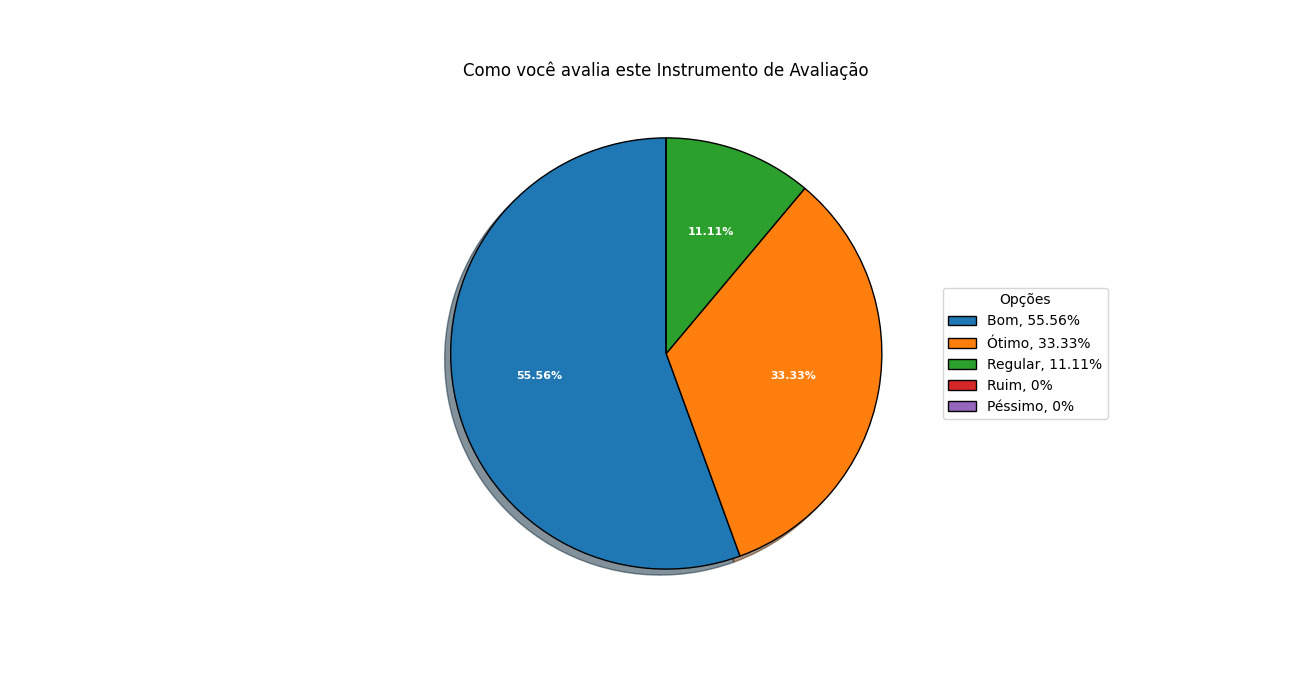 Como você avalia este Instrumento de Avaliação
11.11%
55.56%
33.33%
Opções
Bom, 55.56%
Ótimo, 33.33%
Regular, 11.11%
Ruim, 0%
Péssimo, 0%